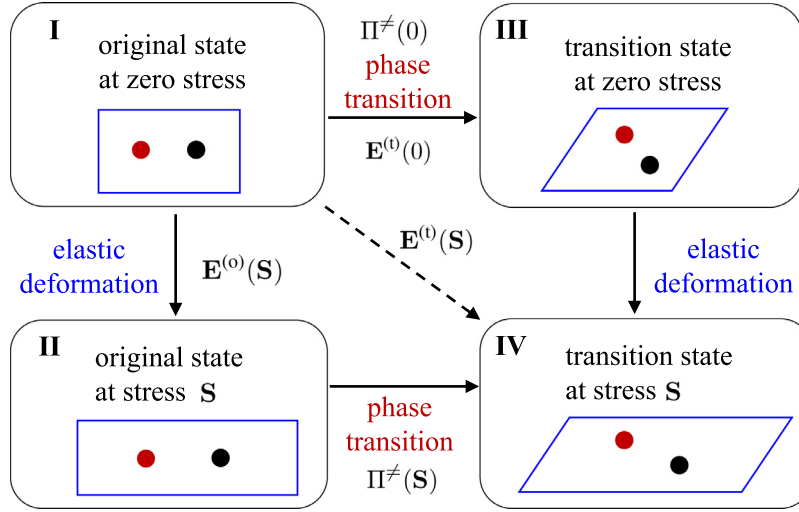 I
original state
at zero stress
Π≠(0)
phase
transition
E(t)(0)
III
transition state
at zero stress
elastic
deformation
E(o)(S)
E(t)(S)
elastic
deformation
II
original state
at stress S
phase
transition
Π≠(S)
IV
transition state
at stress S